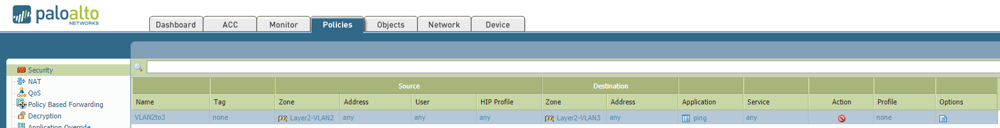 paloalto
NETWORKS
Dashboard ACC Monitor Policies Objects Network Device
Security
NAT
QoS
Policy Based Forwarding
Decryption
Application Override
Source Destination
Name Tag Zone Address User HIP Profile Zone Address Application Service Action Profile Options
VLAN2to3 none Layer2-VLAN2 any any any Layer2-VLAN3 any ping any none